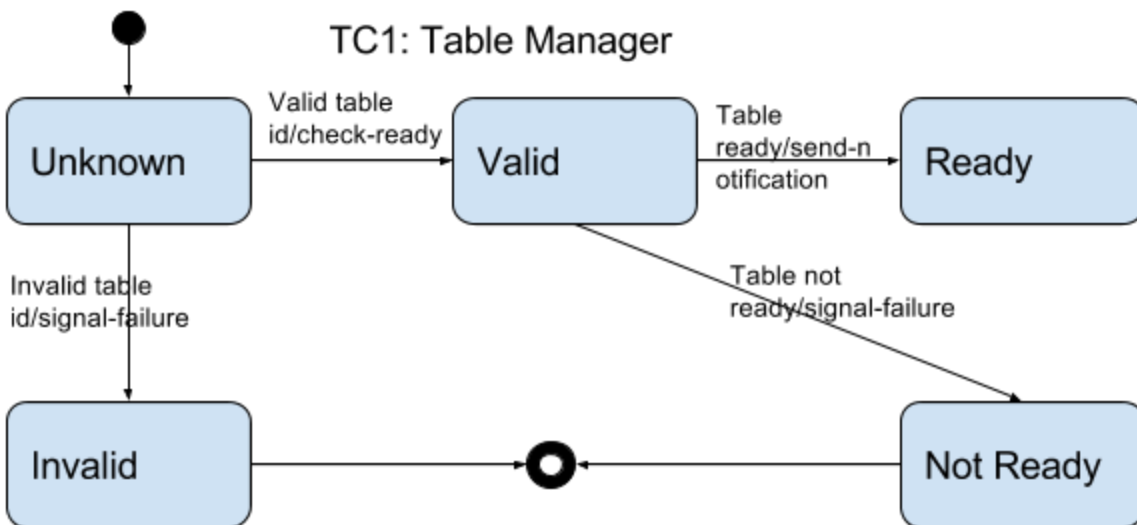 TC1: Table Manager
Unknown
Valid table
id/check-ready
Valid
Table
ready/send-n
otification
Ready
Invalid table
id/signal-failure
Table not
ready/signal-failure
Invalid
Not Ready